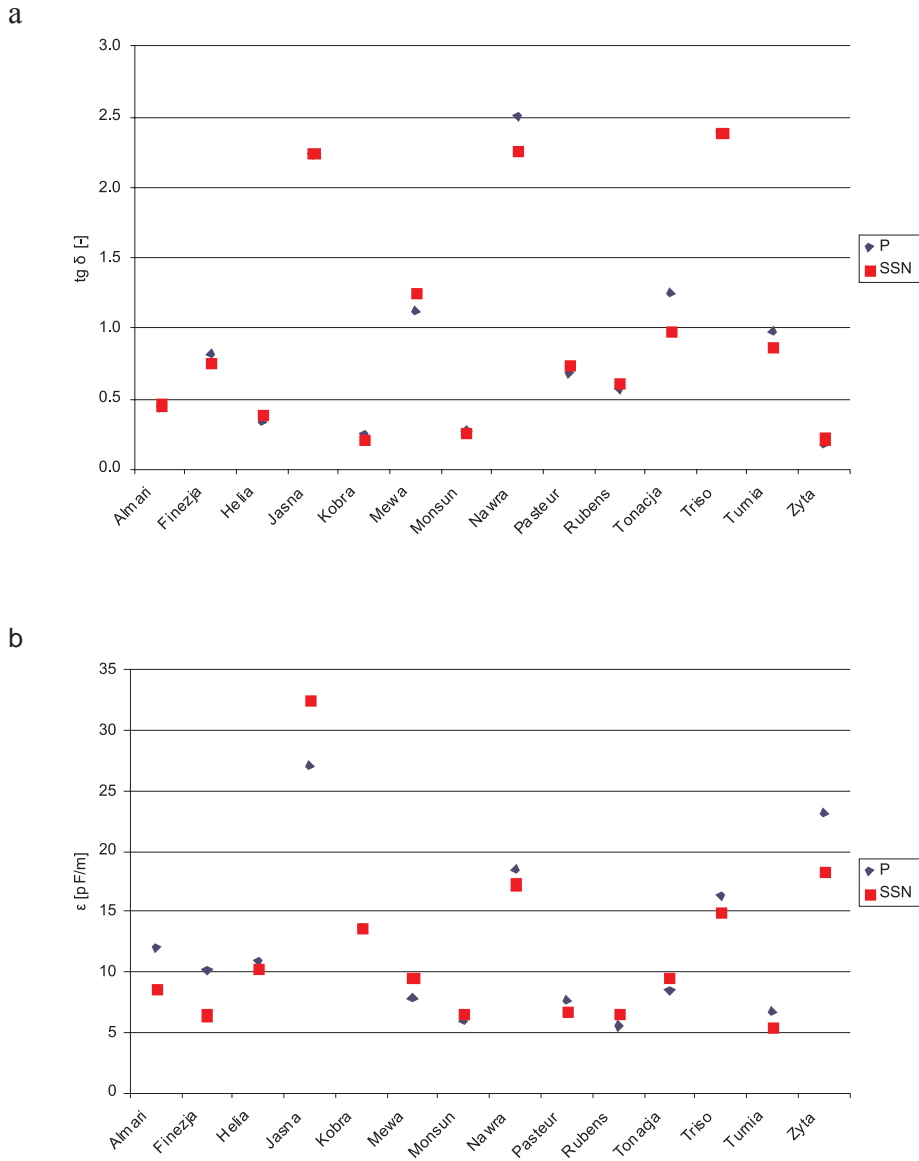 a
3.0
2.5
2.0
1.5
1.0
0.5
0.0
tg δ [-]
Almari
Finezja
Helia
Jasna
Kobra
Mewa
Monsun
Nawra
Pasteur
Rubens
Tonacja
Triso
Turnia
Zyta
P
SSN
b
35
30
25
20
15
10
5
0
ε [pF/m]
Almari
Finezja
Helia
Jasna
Kobra
Mewa
Monsun
Nawra
Pasteur
Rubens
Tonacja
Triso
Turnia
Zyta
P
SSN